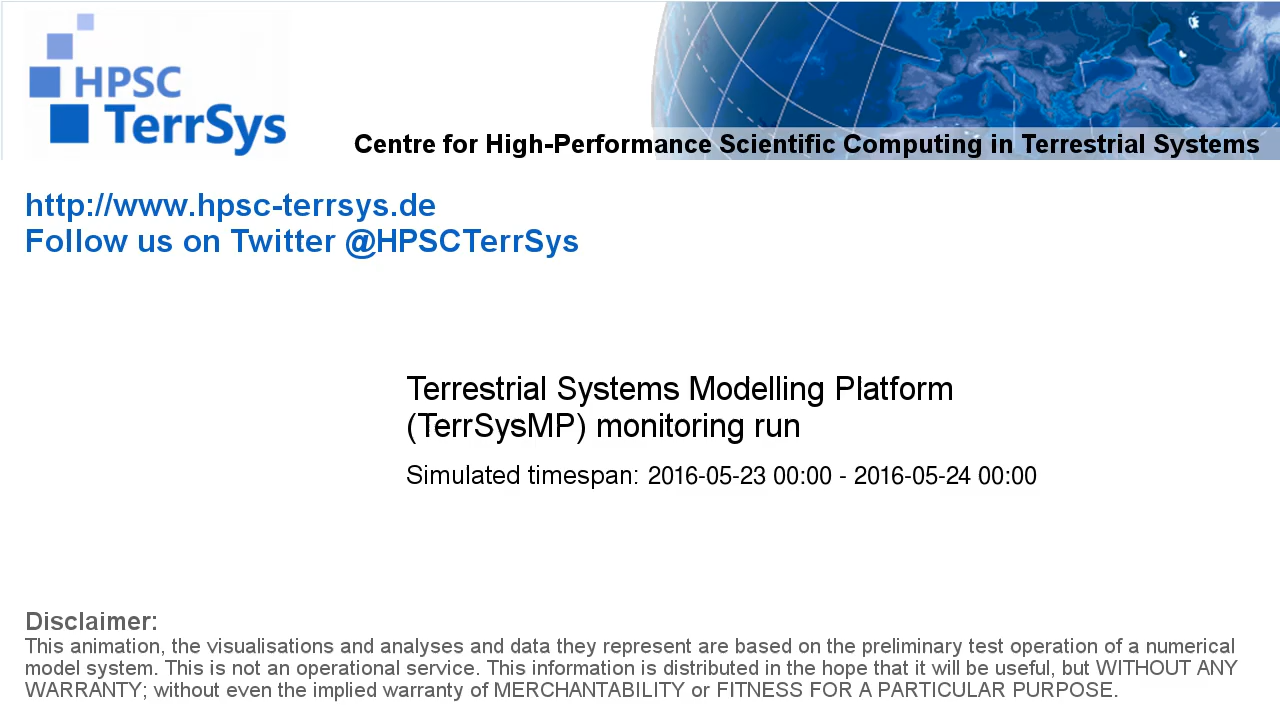 HPSC
TerrSys
Centre for High-Performance Scientific Computing in Terrestrial Systems
http://www.hpsc-terrsys.de
Follow us on Twitter @HPSCTerrSys
Terrestrial Systems Modelling Platform
(TerrSysMP) monitoring run
Simulated timespan: 2016-05-23 00:00 - 2016-05-24 00:00
Disclaimer:
This animation, the visualisations and analyses and data they represent are based on the preliminary test operation of a numerical
model system. This is not an operational service. This information is distributed in the hope that it will be useful, but WITHOUT ANY
WARRANTY; without even the implied warranty of MERCHANTABILITY or FITNESS FOR A PARTICULAR PURPOSE.